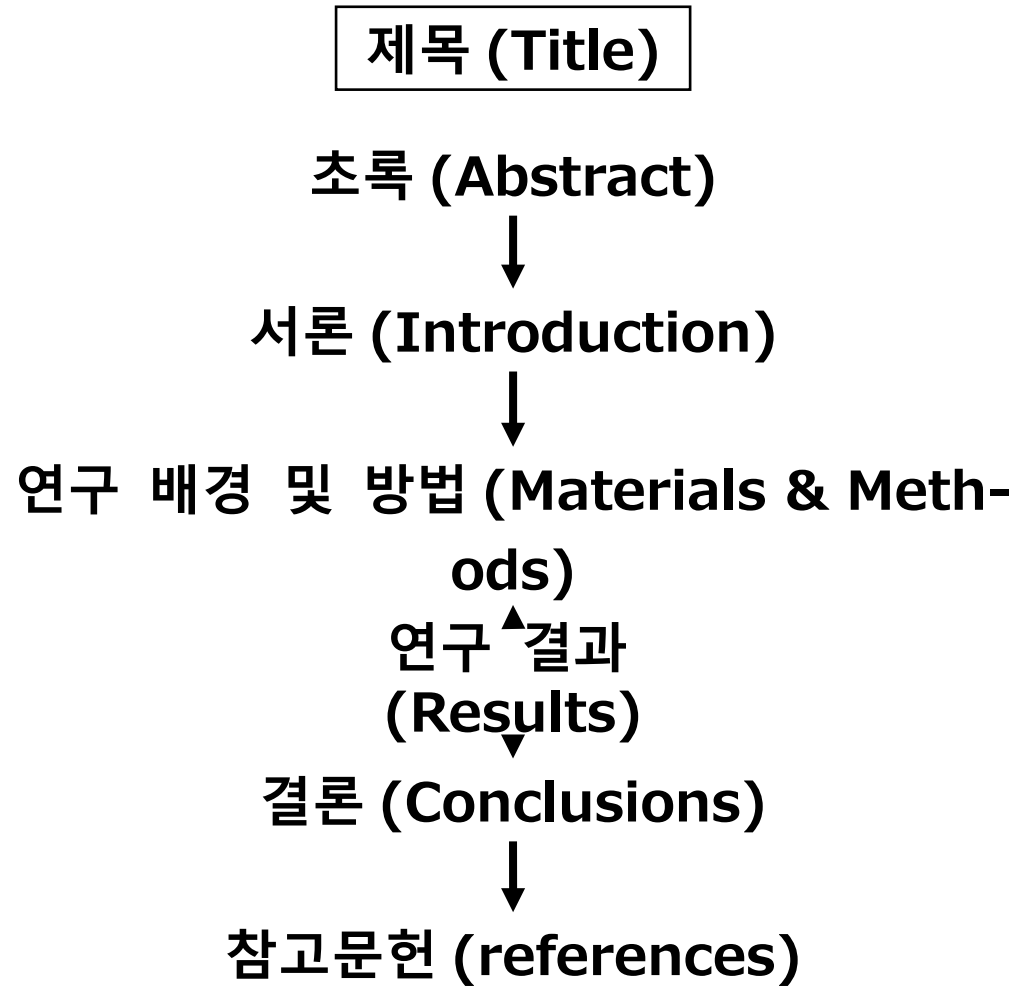 제목 (Title)
초록 (Abstract)
서론 (Introduction)
연구 배경 및 방법 (Materials & Meth-
ods)
연구 결과
(Results)
결론 (Conclusions)
참고문헌 (references)